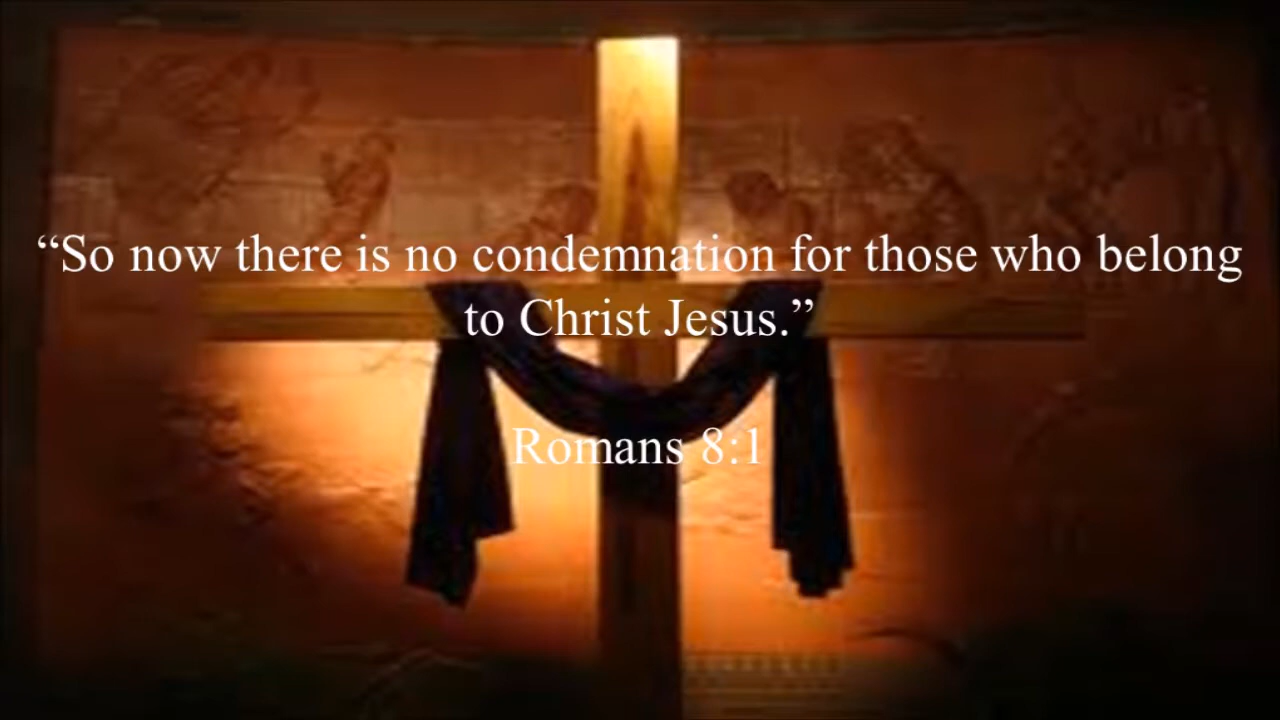 “So now there is no condemnation for those who belong
to Christ Jesus.”
Romans 8:1